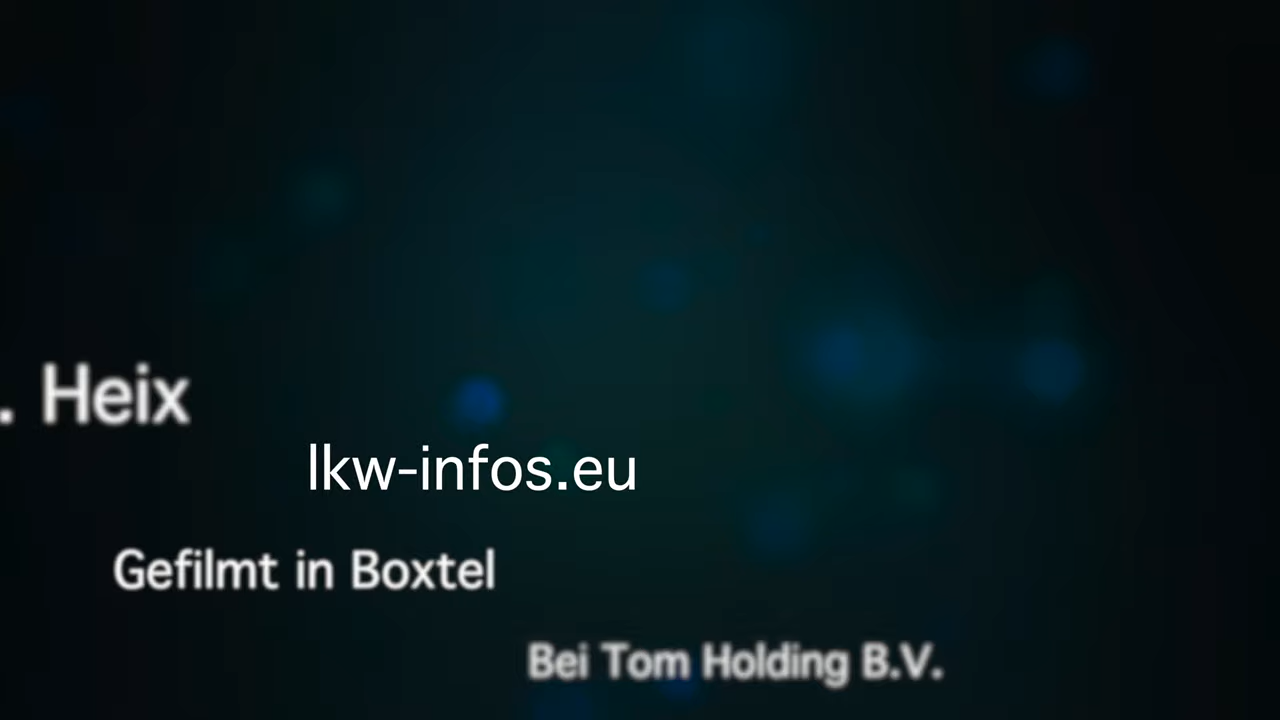 . Heix
lkw-infos.eu
Gefilmt in Boxtel
Bei Tom Holding B.V.